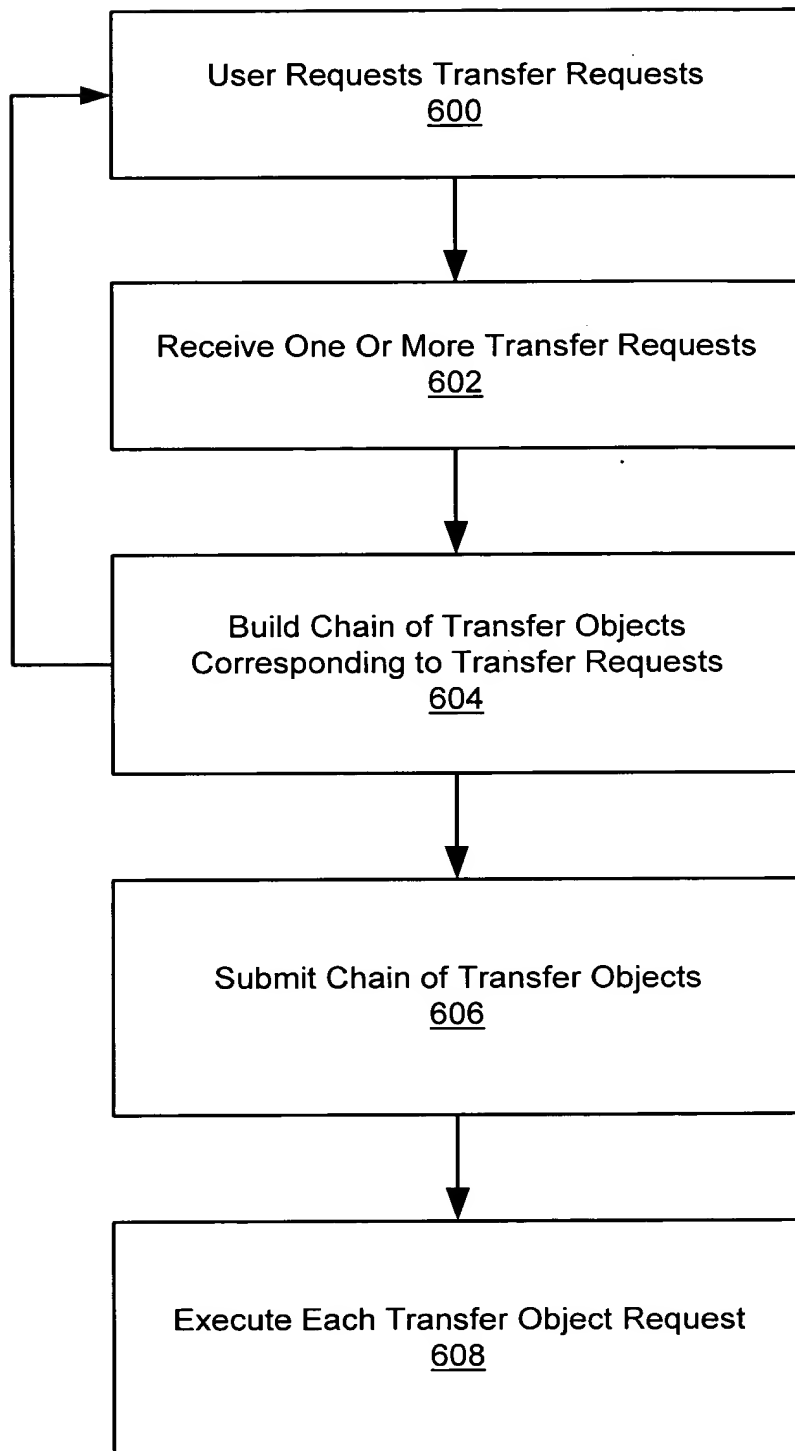 User Requests Transfer Requests
600
Receive One Or More Transfer Requests
602
Build Chain of Transfer Objects
Corresponding to Transfer Requests
604
Submit Chain of Transfer Objects
606
Execute Each Transfer Object Request
608